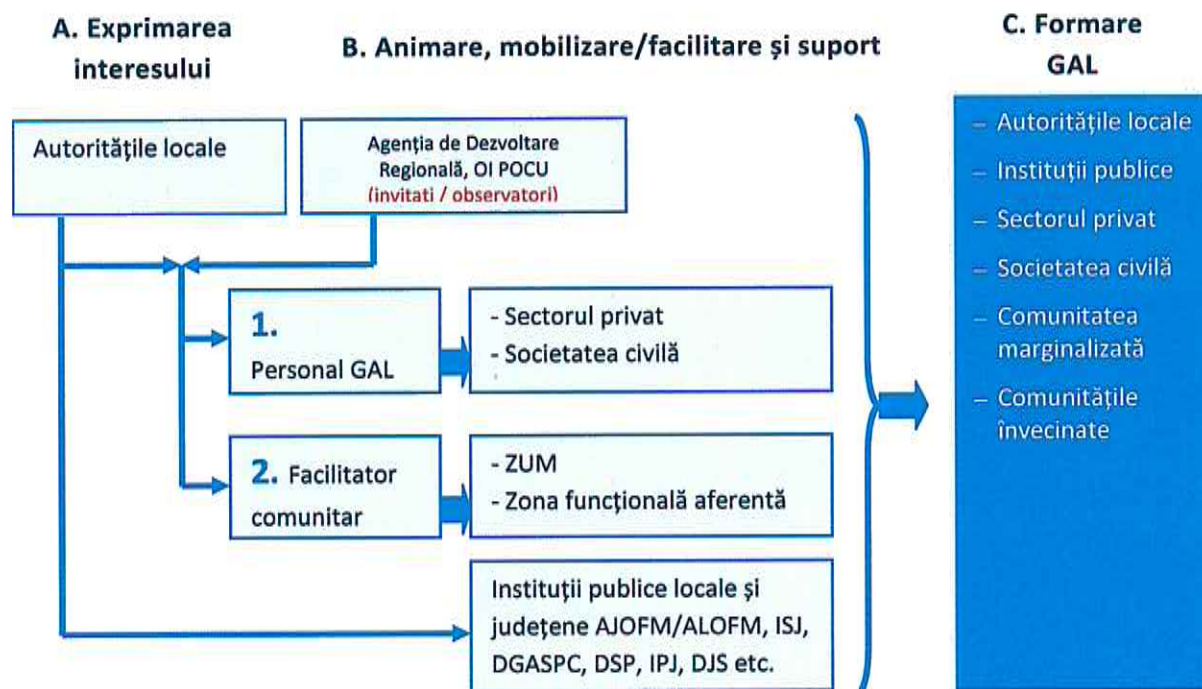 A. Exprimarea
interesului
B. Animare, mobilizare/facilitare și suport
C. Formare
GAL
Autoritățile locale
Agenția de Dezvoltare
Regională, OI POCU
(invitati / observatori)
1.
Personal GAL
- Sectorul privat
- Societatea civilă
2. Facilitator
comunitar
- ZUM
- Zona funcțională aferentă
Instituții publice locale și
județene AJOFM/ALOFM, ISJ,
DGASPC, DSP, IPJ, DJS etc.
– Autoritățile locale
– Instituții publice
– Sectorul privat
– Societatea civilă
– Comunitatea
marginalizată
– Comunitățile
învecinate